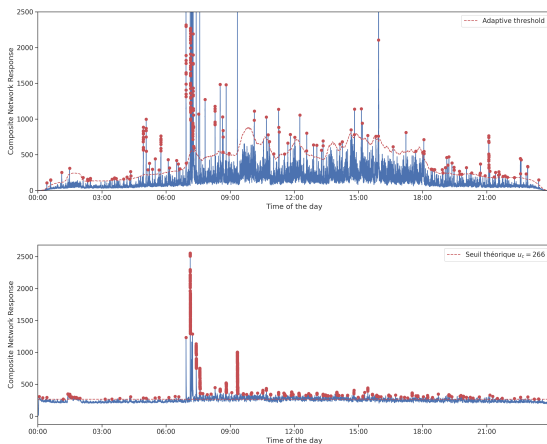 2500
Adaptive threshold
2000
1500
1000
500
0
Composite Network Response
00:00 03:00 06:00 09:00 12:00 15:00 18:00 21:00
Time of the day
2500
Seuil théorique u_c = 266
2000
1500
1000
500
0
Composite Network Response
00:00 03:00 06:00 09:00 12:00 15:00 18:00 21:00
Time of the day